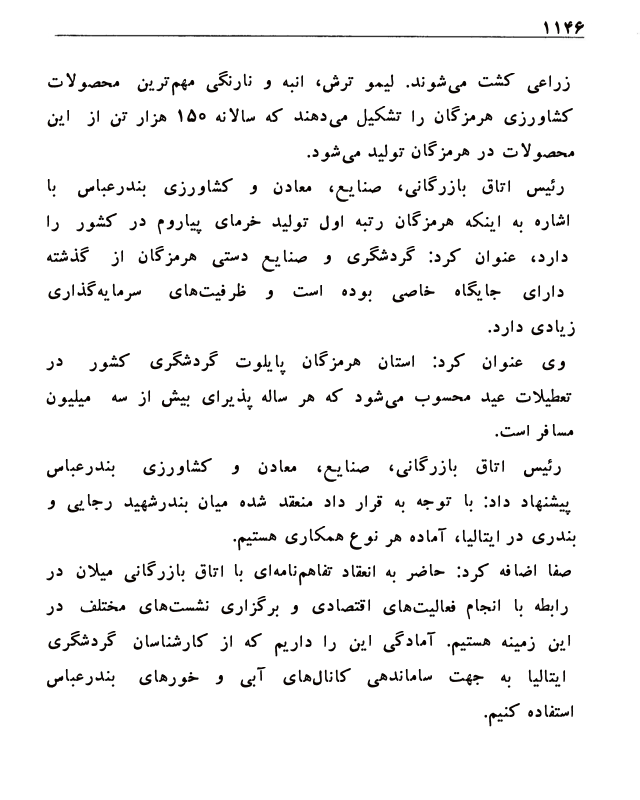 ۱۱۴۶
زراعی کشت می‌شوند. لیمو ترش، انبه و نارنگی مهم‌ترین محصولات
کشاورزی هرمزگان را تشکیل می‌دهند که سالانه ۱۵۰ هزار تن از این
محصولات در هرمزگان تولید می‌شود.
رئیس اتاق بازرگانی، صنایع، معادن و کشاورزی بندرعباس با
اشاره به اینکه هرمزگان رتبه اول تولید خرمای پیاروم در کشور را
دارد، عنوان کرد: گردشگری و صنایع دستی هرمزگان از گذشته
دارای جایگاه خاصی بوده است و ظرفیت‌های سرمایه‌گذاری
زیادی دارد.
وی عنوان کرد: استان هرمزگان پایلوت گردشگری کشور در
تعطیلات عید محسوب می‌شود که هر ساله پذیرای بیش از سه میلیون
مسافر است.
رئیس اتاق بازرگانی، صنایع، معادن و کشاورزی بندرعباس
پیشنهاد داد: با توجه به قرار داد منعقد شده میان بندرشهید رجایی و
بندری در ایتالیا، آماده هر نوع همکاری هستیم.
صفا اضافه کرد: حاضر به انعقاد تفاهم‌نامه‌ای با اتاق بازرگانی میلان در
رابطه با انجام فعالیت‌های اقتصادی و برگزاری نشست‌های مختلف در
این زمینه هستیم. آمادگی این را داریم که از کارشناسان گردشگری
ایتالیا به جهت ساماندهی کانال‌های آبی و خورهای بندرعباس
استفاده کنیم.